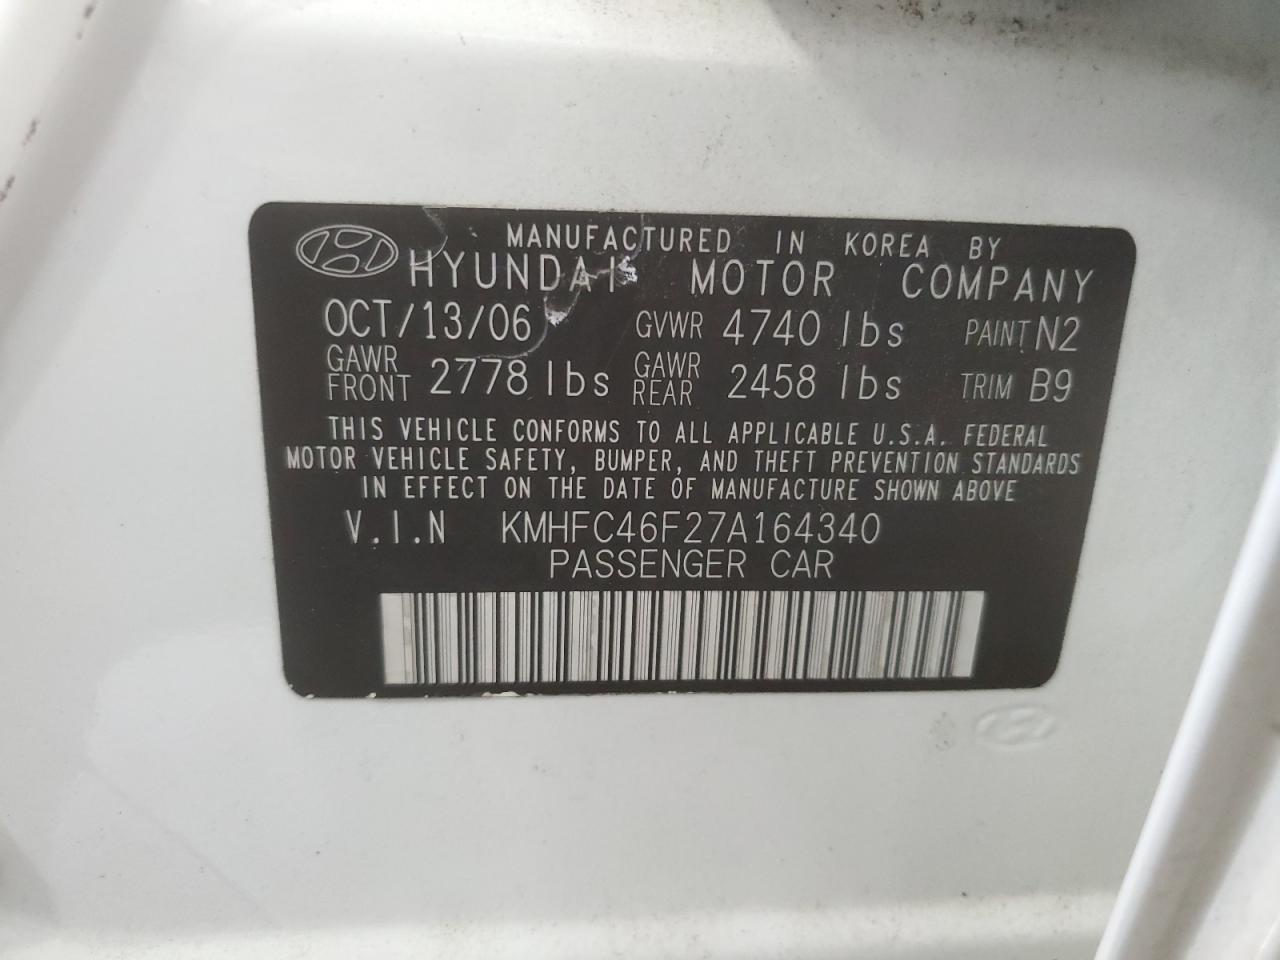 MANUFACTURED IN KOREA BY
HYUNDAI MOTOR COMPANY
OCT/13/06 GVWR 4740 lbs PAINT N2
GAWR FRONT 2778 lbs GAWR REAR 2458 lbs TRIM B9
THIS VEHICLE CONFORMS TO ALL APPLICABLE U.S.A. FEDERAL
MOTOR VEHICLE SAFETY, BUMPER, AND THEFT PREVENTION STANDARDS
IN EFFECT ON THE DATE OF MANUFACTURE SHOWN ABOVE
V.I.N KMHFC46F27A164340
PASSENGER CAR